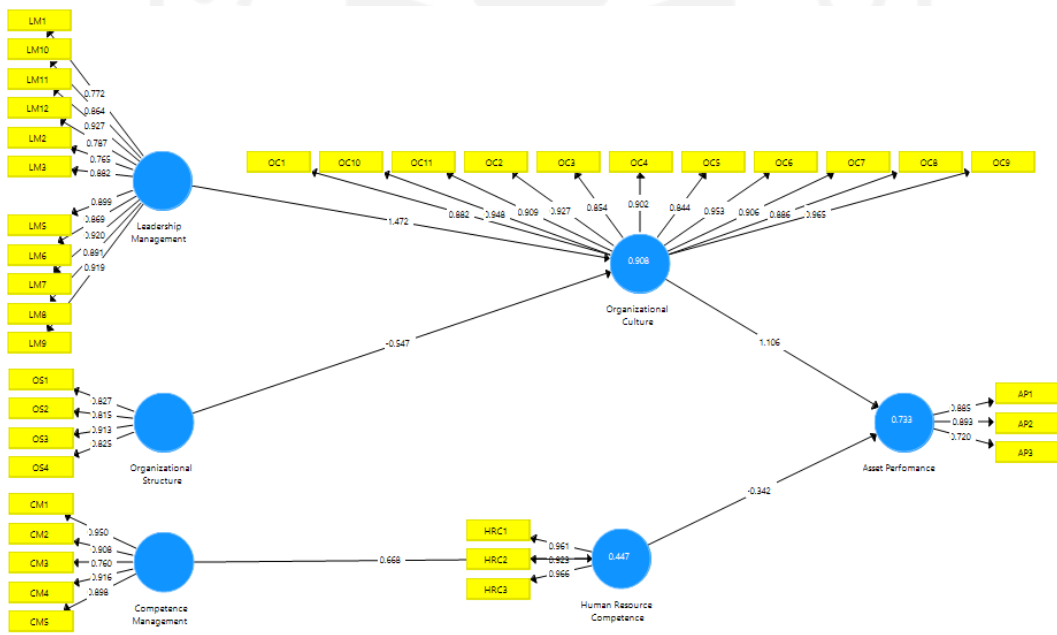 LM1
LM10
LM11
LM12
LM2
LM3
LM5
LM6
LM7
LM8
LM9
0.772
0.864
0.927
0.787
0.765
0.882
0.899
0.869
0.920
0.891
0.919
Leadership
Management
1.472
OC1
OC10
OC11
OC2
OC3
OC4
OC5
OC6
OC7
OC8
OC9
0.882
0.948
0.909
0.927
0.854
0.902
0.844
0.953
0.906
0.886
0.965
0.908
Organizational
Culture
-0.547
1.106
OS1
OS2
OS3
OS4
0.827
0.815
0.913
0.825
Organizational
Structure
0.733
Asset Perfomance
0.885
0.893
0.720
AP1
AP2
AP3
-0.342
CM1
CM2
CM3
CM4
CM5
0.950
0.908
0.760
0.916
0.898
Competence
Management
0.668
HRC1
HRC2
HRC3
0.961
0.923
0.966
0.447
Human Resource
Competence